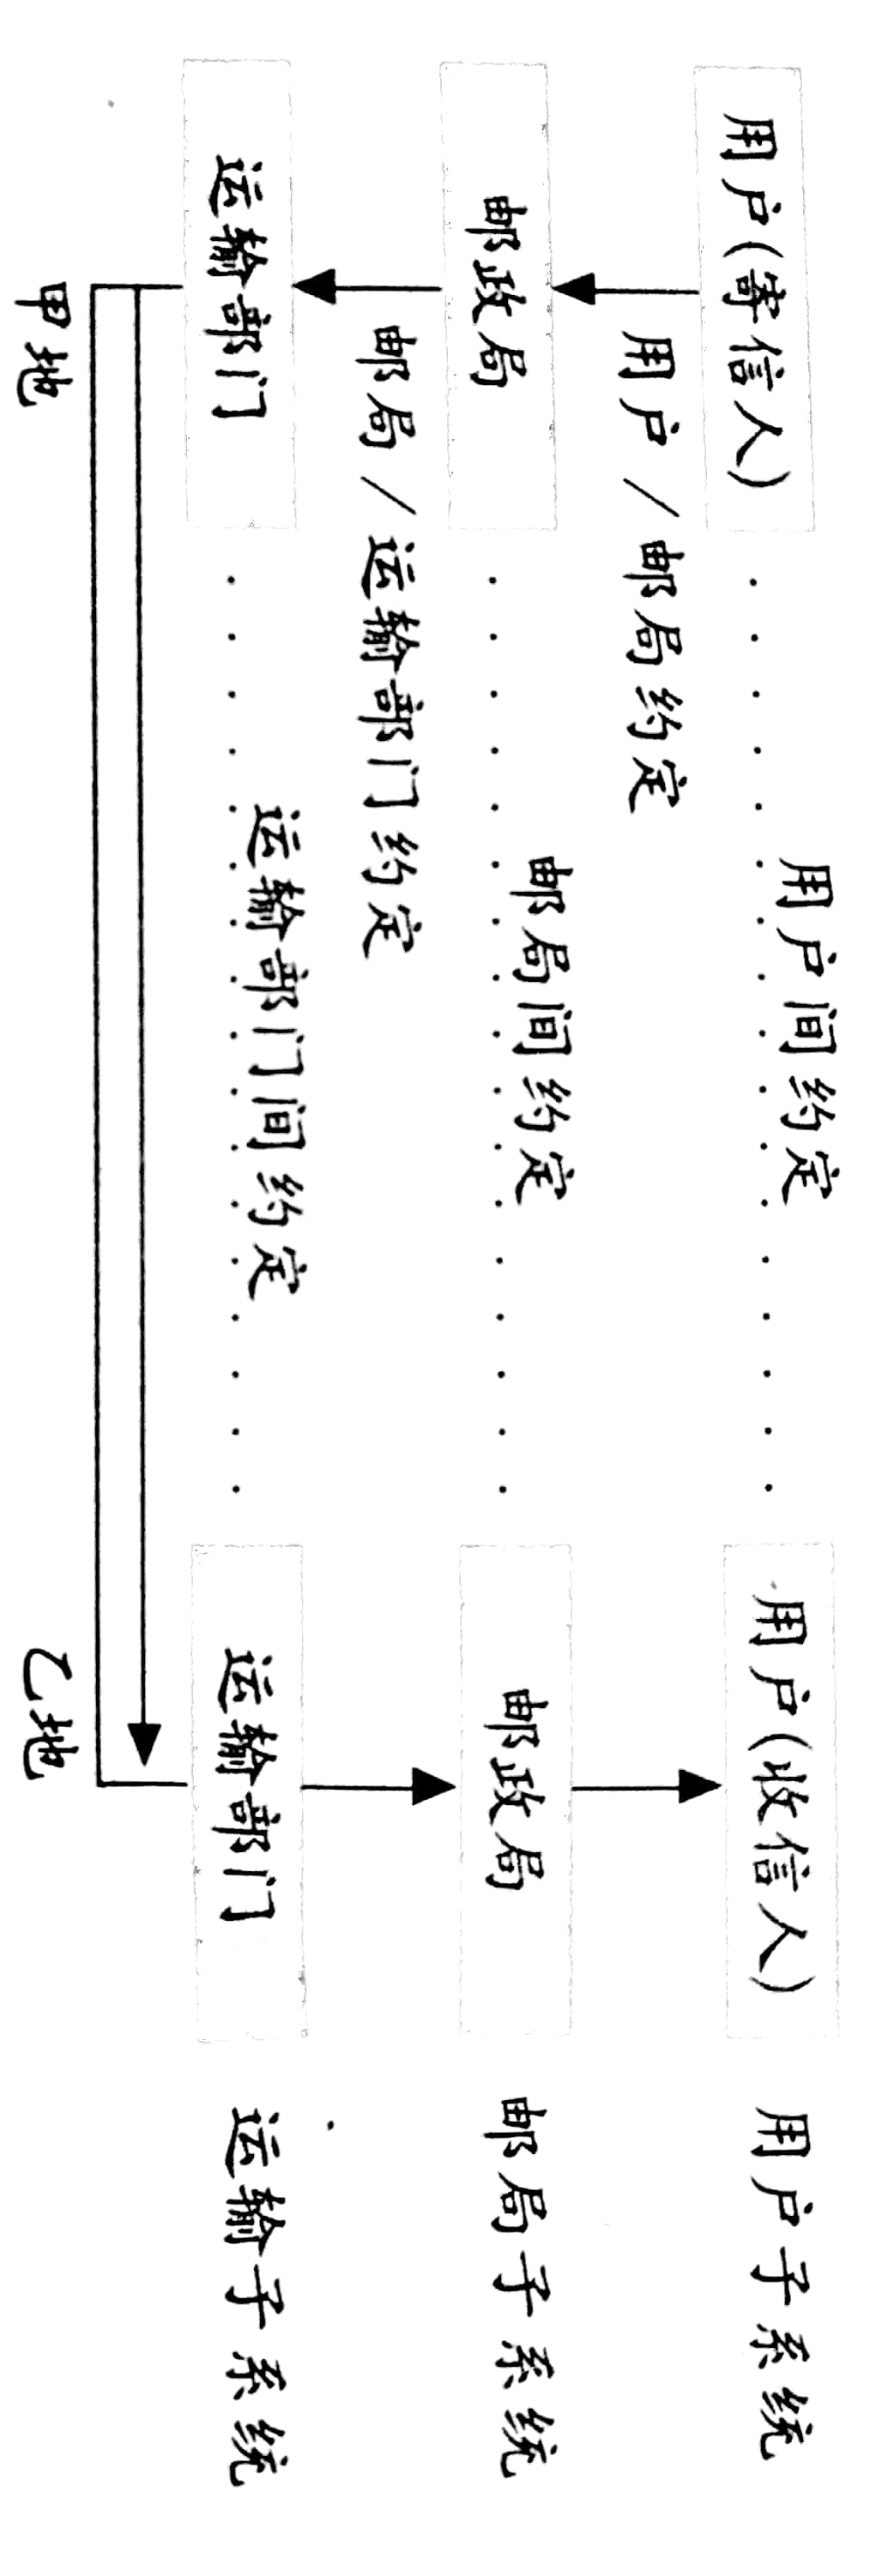 用户间约定
用户(寄信人)
用户(收信人)
用户子系统
用户/邮局约定
邮局间约定
邮政局
邮政局
邮局子系统
邮局/运输部门约定
运输部门间约定
运输部门
运输部门
运输子系统
甲地
乙地